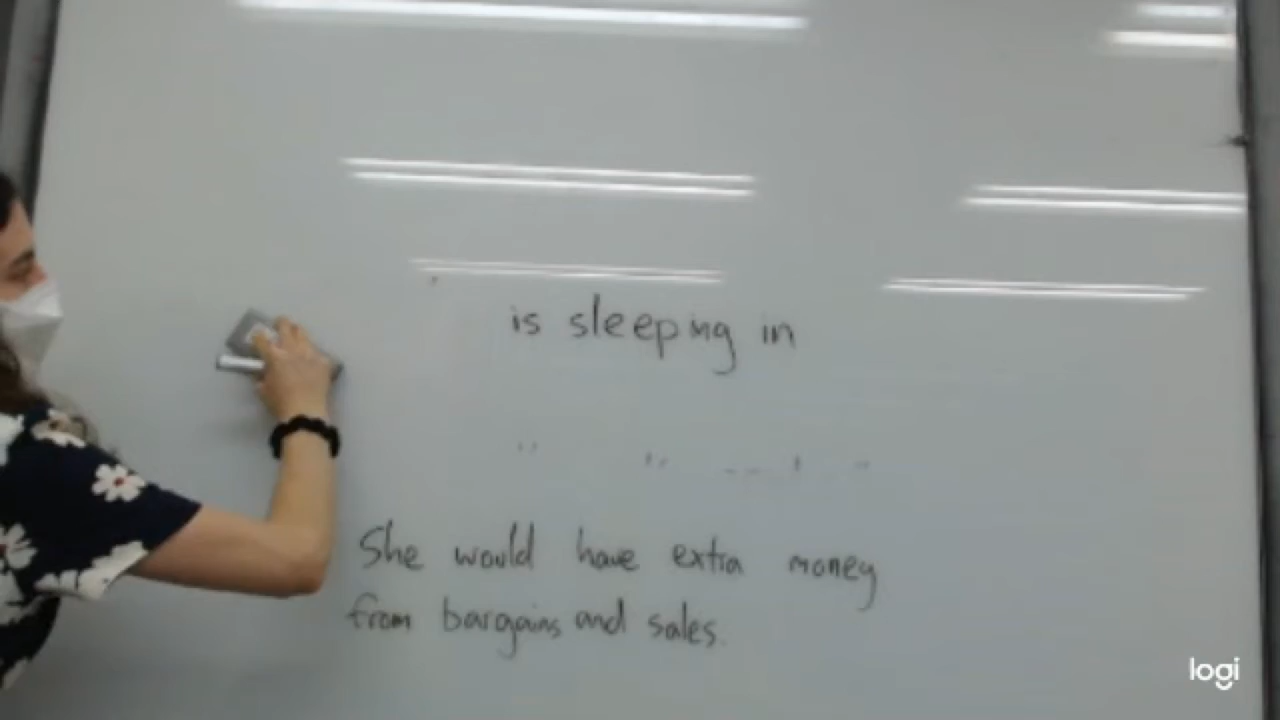 is sleeping in
She would have extra money
from bargains and sales.
logi